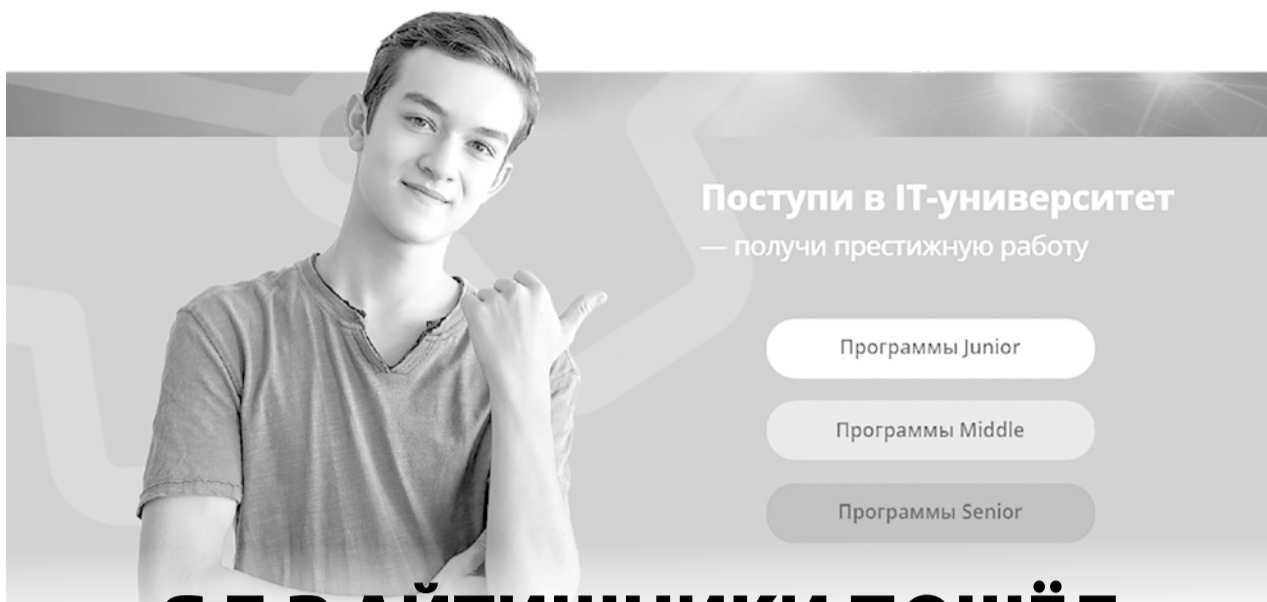 Поступи в IT-университет
— получи престижную работу
Программы Junior
Программы Middle
Программы Senior